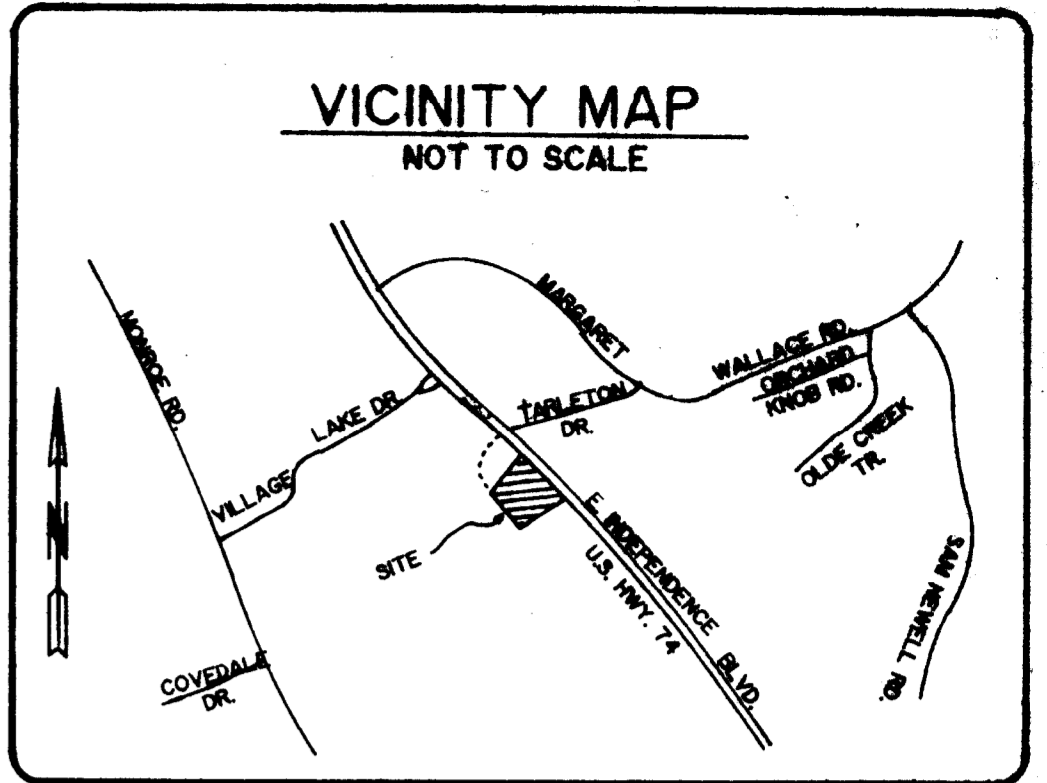 VICINITY MAP
NOT TO SCALE
MONROE RD.
MARGARET
WALLACE RD.
ORCHARD
KNOB RD.
TARLETON
DR.
LAKE DR.
VILLAGE
OLDE CREEK
TR.
SITE
E. INDEPENDENCE BLVD.
U.S. HWY. 74
SAM NEWELL RD.
N
COVEDALE
DR.